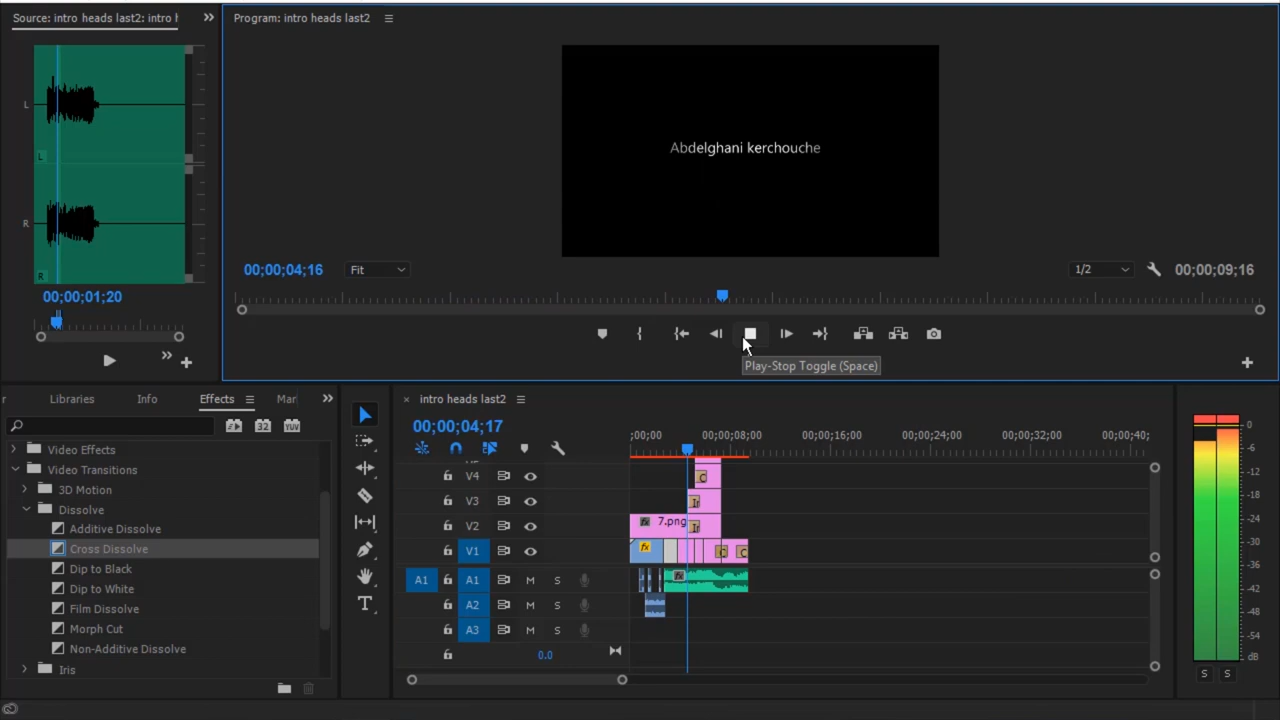 Source: intro heads last2: intro h
Program: intro heads last2
L
L
R
R
00;00;01;20
Abdelghani kerchouche
00;00;04;16
Fit
1/2
00;00;09;16
Play-Stop Toggle (Space)
r
Libraries
Info
Effects
Mar
32
YUV
Video Effects
Video Transitions
3D Motion
Dissolve
Additive Dissolve
Cross Dissolve
Dip to Black
Dip to White
Film Dissolve
Morph Cut
Non-Additive Dissolve
Iris
intro heads last2
00;00;04;17
;00;00
00;00;08;00
00;00;16;00
00;00;24;00
00;00;32;00
00;00;40;
V4
V3
V2
7.png
fx
V1
fx
A1
A1
M
S
fx
A2
M
S
A3
M
S
0.0
0
-6
-12
-18
-24
-30
-36
-42
-48
-54
dB
S
S